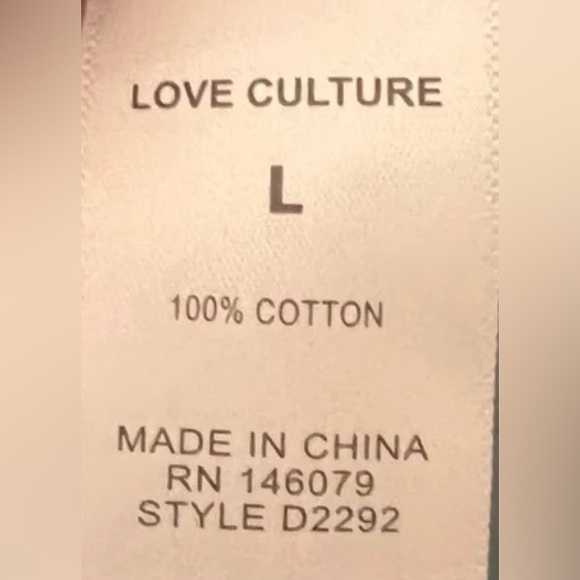 LOVE CULTURE
L
100% COTTON
MADE IN CHINA
RN 146079
STYLE D2292